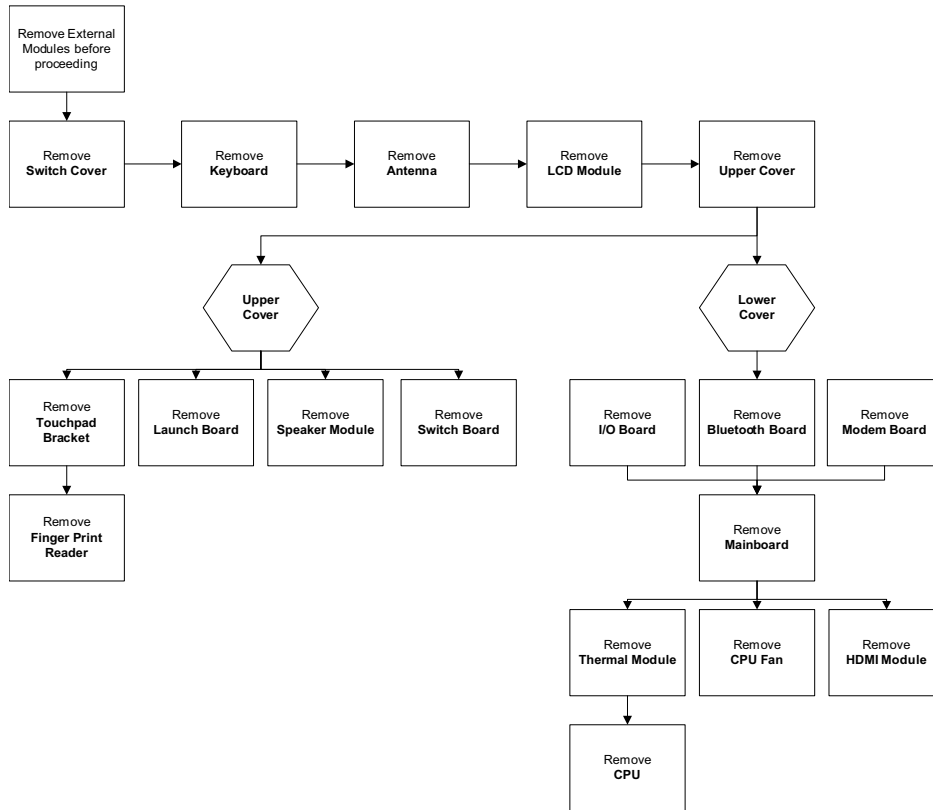 Remove External
Modules before
proceeding
Remove
Switch Cover
Remove
Keyboard
Remove
Antenna
Remove
LCD Module
Remove
Upper Cover
Upper
Cover
Lower
Cover
Remove
Touchpad
Bracket
Remove
Launch Board
Remove
Speaker Module
Remove
Switch Board
Remove
I/O Board
Remove
Bluetooth Board
Remove
Modem Board
Remove
Finger Print
Reader
Remove
Mainboard
Remove
Thermal Module
Remove
CPU Fan
Remove
HDMI Module
Remove
CPU